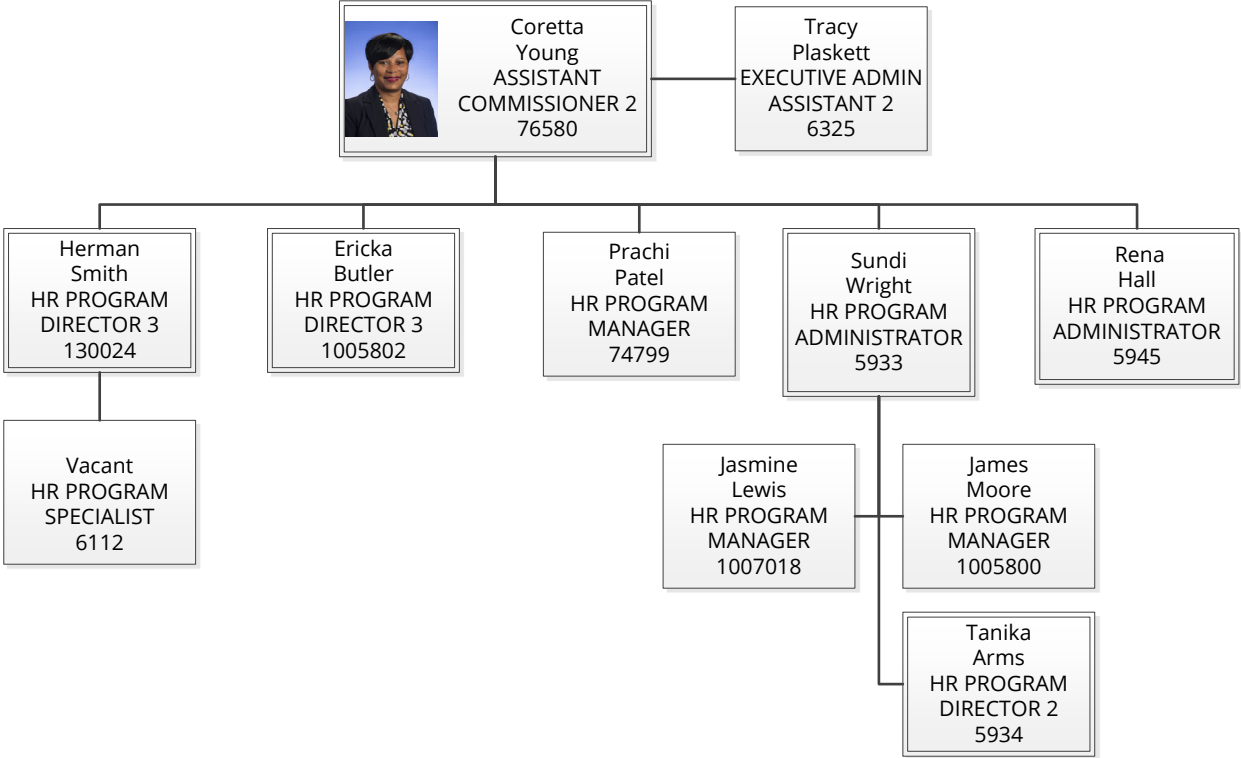 Coretta
Young
ASSISTANT
COMMISSIONER 2
76580
Tracy
Plaskett
EXECUTIVE ADMIN
ASSISTANT 2
6325
Herman
Smith
HR PROGRAM
DIRECTOR 3
130024
Ericka
Butler
HR PROGRAM
DIRECTOR 3
1005802
Prachi
Patel
HR PROGRAM
MANAGER
74799
Sundi
Wright
HR PROGRAM
ADMINISTRATOR
5933
Rena
Hall
HR PROGRAM
ADMINISTRATOR
5945
Vacant
HR PROGRAM
SPECIALIST
6112
Jasmine
Lewis
HR PROGRAM
MANAGER
1007018
James
Moore
HR PROGRAM
MANAGER
1005800
Tanika
Arms
HR PROGRAM
DIRECTOR 2
5934